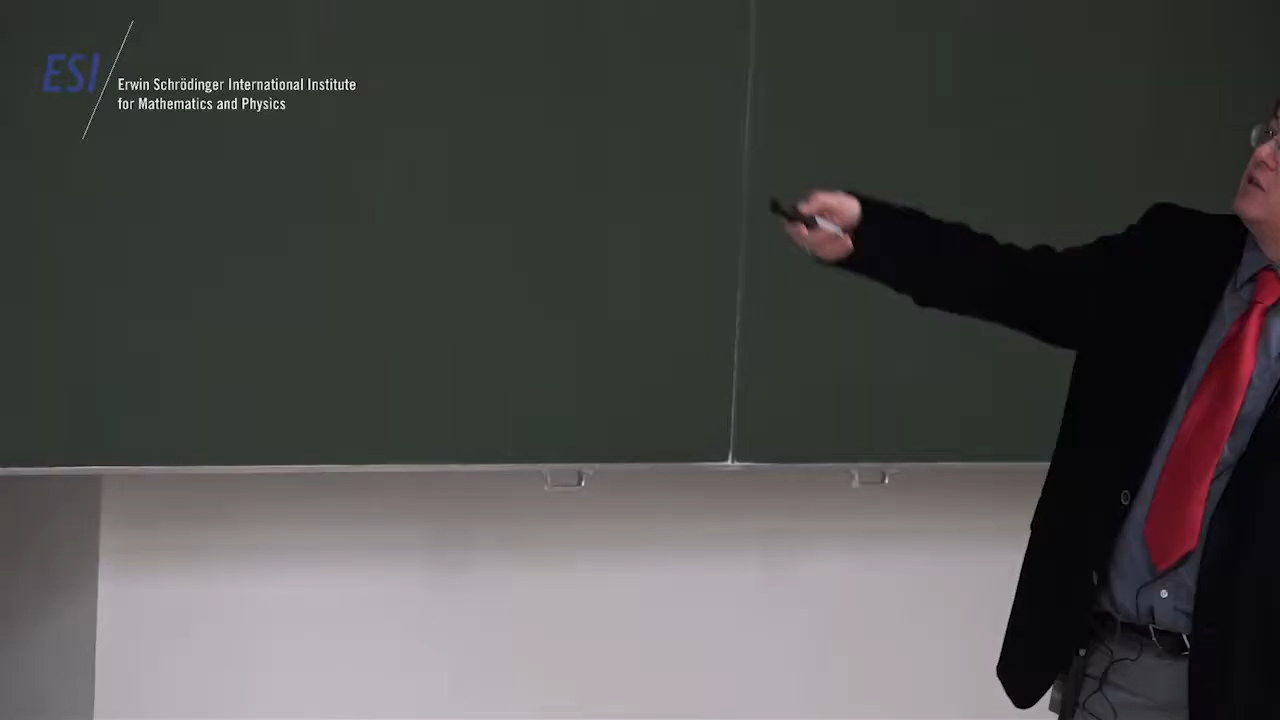 ESI
Erwin Schrödinger International Institute
for Mathematics and Physics